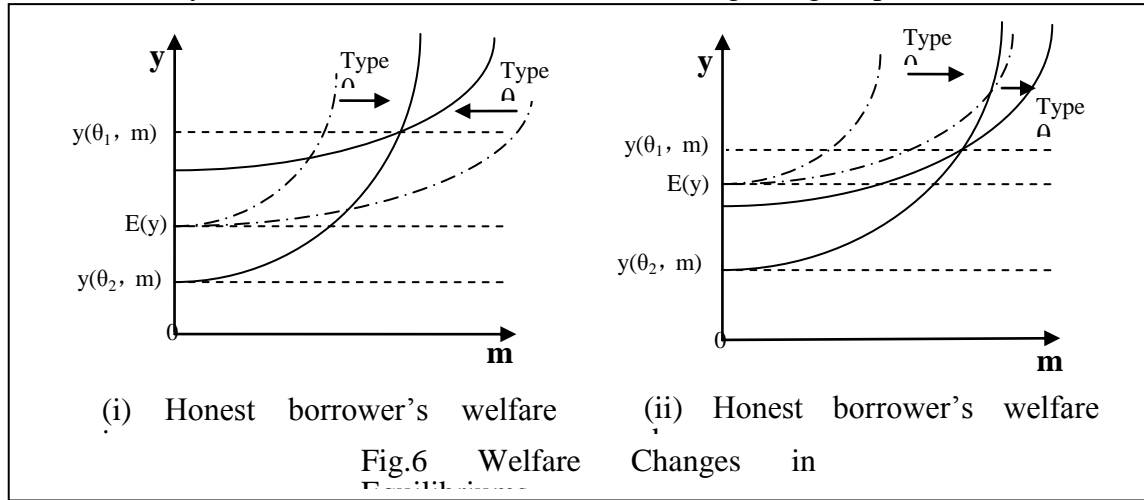 y
Type
Type
y(θ₁, m)
E(y)
y(θ₂, m)
0
m
(i) Honest borrower's welfare
y
Type
Type
y(θ₁, m)
E(y)
y(θ₂, m)
0
m
(ii) Honest borrower's welfare
Fig.6 Welfare Changes in
Equilibriums